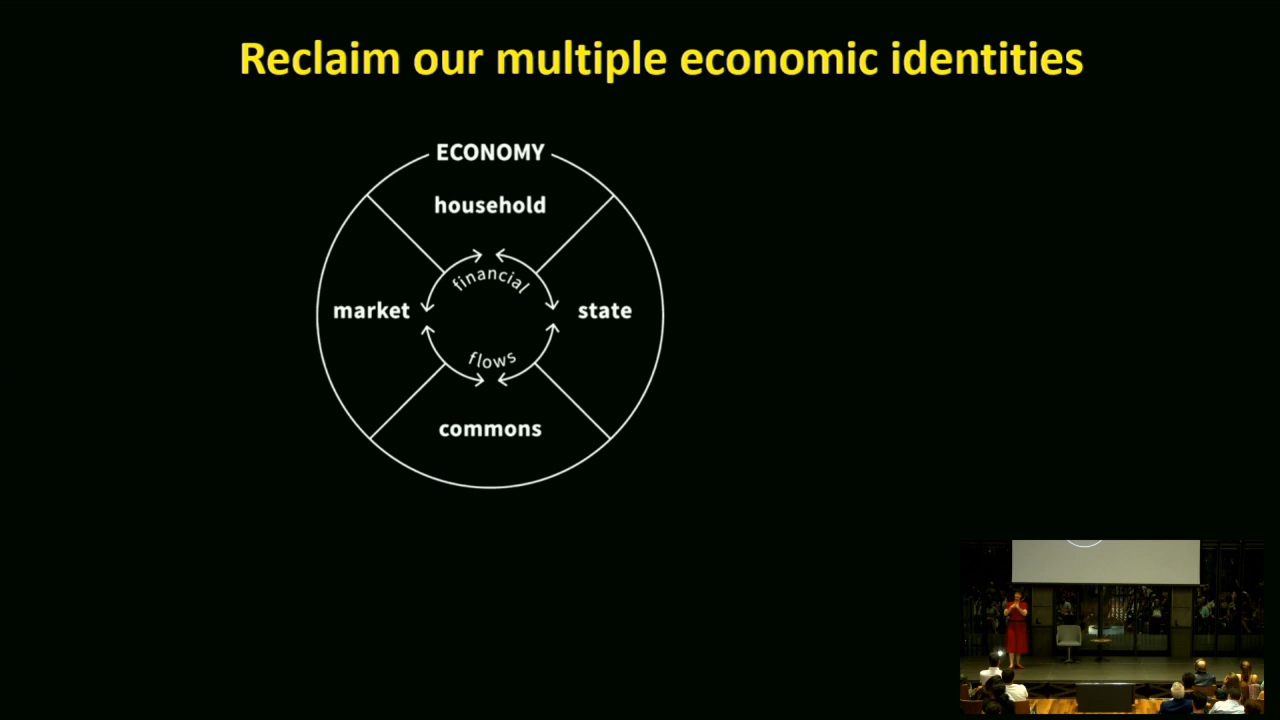 Reclaim our multiple economic identities
ECONOMY
household
financial
market
state
flows
commons